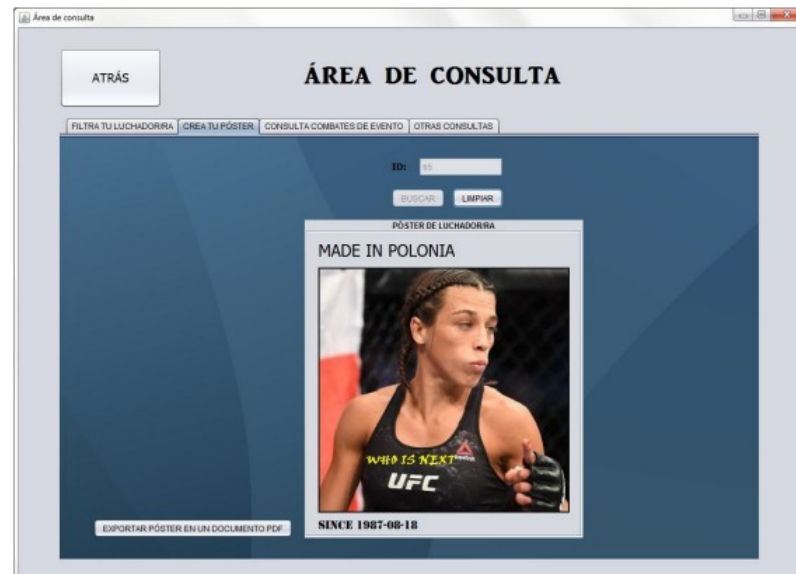 Área de consulta
ATRÁS
ÁREA DE CONSULTA
FILTRA TU LUCHADOR/RA
CREA TU PÓSTER
CONSULTA COMBATES DE EVENTO
OTRAS CONSULTAS
ID:
BUSCAR
LIMPIAR
PÓSTER DE LUCHADOR/RA
MADE IN POLONIA
WHO IS NEXT
UFC
SINCE 1987-08-18
EXPORTAR PÓSTER EN UN DOCUMENTO PDF